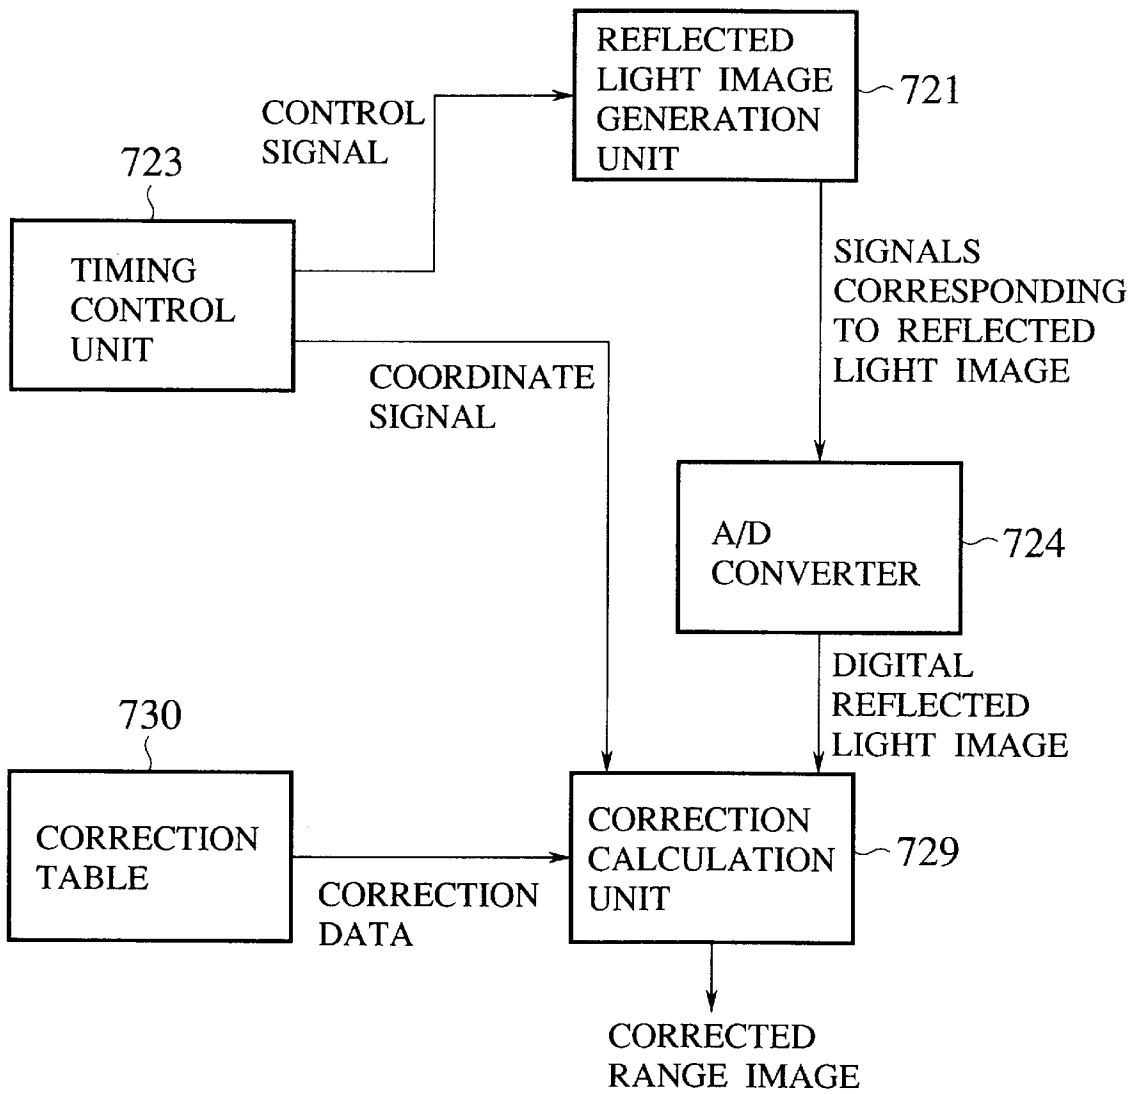 REFLECTED
LIGHT IMAGE
GENERATION
UNIT
721
CONTROL
SIGNAL
723
TIMING
CONTROL
UNIT
SIGNALS
CORRESPONDING
TO REFLECTED
LIGHT IMAGE
COORDINATE
SIGNAL
A/D
CONVERTER
724
DIGITAL
REFLECTED
LIGHT IMAGE
730
CORRECTION
TABLE
CORRECTION
DATA
CORRECTION
CALCULATION
UNIT
729
CORRECTED
RANGE IMAGE